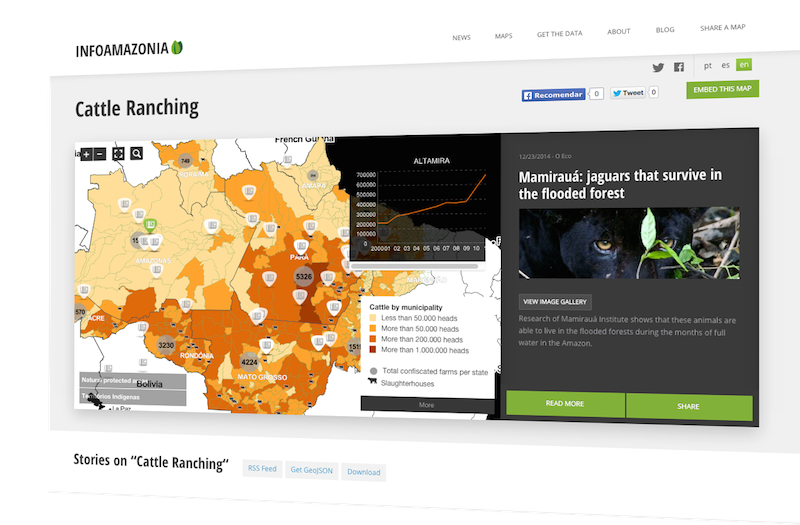 INFOAMAZONIA
NEWS
MAPS
GET THE DATA
ABOUT
BLOG
SHARE A MAP
pt es en
Cattle Ranching
Recomendar 0
Tweet 0
EMBED THIS MAP
French Gu
748
AMAPÁ
AMAZONAS
PARÁ
5326
570
ACRE
3230
RONDÔNIA
4224
MATO GROSSO
1519
Bolivia
La Paz
Natural protected
Territórios Indígenas
ALTAMIRA
700000
600000
500000
400000
300000
200000
100000
0
200001 02 03 04 05 06 07 08 09 10
Cattle by municipality
Less than 50.000 heads
More than 50.000 heads
More than 200.000 heads
More than 1.000.000 heads
Total confiscated farms per state
Slaughterhouses
More
12/23/2014 - O Eco
Mamirauá: jaguars that survive in
the flooded forest
VIEW IMAGE GALLERY
Research of Mamirauá Institute shows that these animals are
able to live in the flooded forests during the months of full
water in the Amazon.
READ MORE
SHARE
Stories on “Cattle Ranching“
RSS Feed
Get GeoJSON
Download